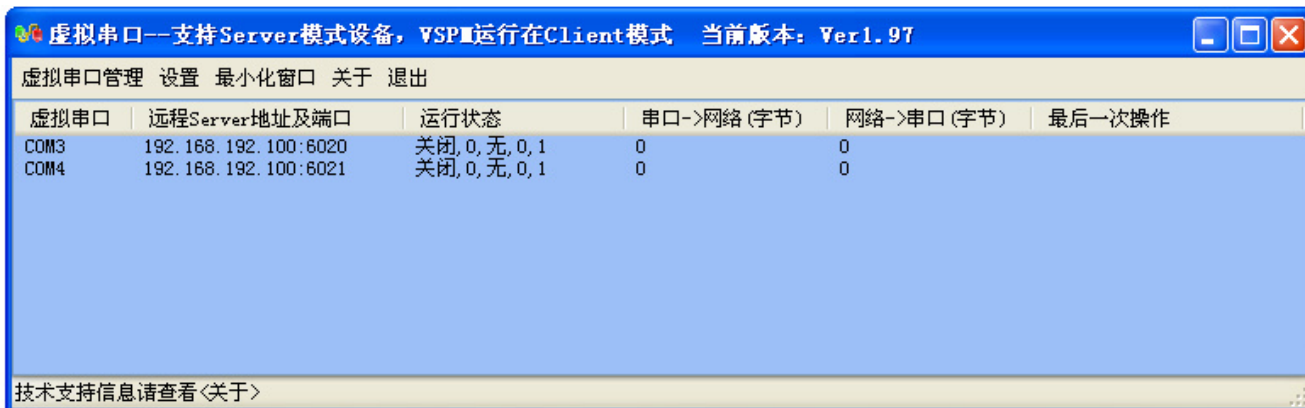 虚拟串口--支持Server模式设备，VSPM运行在Client模式 当前版本：Ver1.97
虚拟串口管理 设置 最小化窗口 关于 退出
虚拟串口 远程Server地址及端口 运行状态 串口->网络(字节) 网络->串口(字节) 最后一次操作
COM3 192.168.192.100:6020 关闭,0,无,0,1 0 0
COM4 192.168.192.100:6021 关闭,0,无,0,1 0 0
技术支持信息请查看<关于>